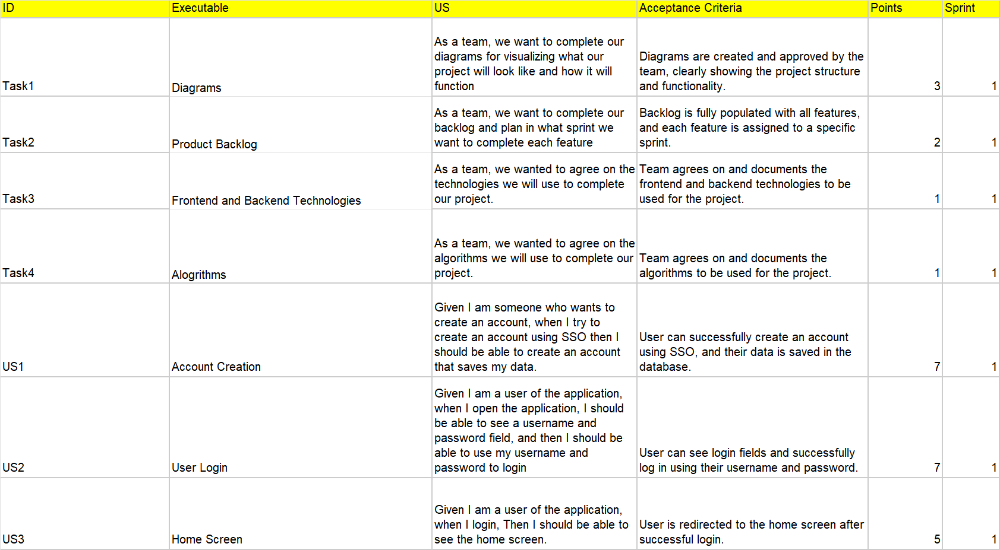 ID Executable US Acceptance Criteria Points Sprint
As a team, we want to complete our
diagrams for visualizing what our
project will look like and how it will
function
Diagrams are created and approved by the
team, clearly showing the project structure
and functionality.
Task1 Diagrams 3 1
As a team, we want to complete our
backlog and plan in what sprint we
want to complete each feature
Backlog is fully populated with all features,
and each feature is assigned to a specific
sprint.
Task2 Product Backlog 2 1
As a team, we wanted to agree on the
technologies we will use to complete
our project.
Team agrees on and documents the
frontend and backend technologies to be
used for the project.
Task3 Frontend and Backend Technologies 1 1
As a team, we wanted to agree on the
algorithms we will use to complete our
project.
Team agrees on and documents the
algorithms to be used for the project.
Task4 Alogrithms 1 1
Given I am someone who wants to
create an account, when I try to
create an account using SSO then I
should be able to create an account
that saves my data.
User can successfully create an account
using SSO, and their data is saved in the
database.
US1 Account Creation 7 1
Given I am a user of the application,
when I open the application, I should
be able to see a username and
password field, and then I should be
able to use my username and
password to login
User can see login fields and successfully
log in using their username and password.
US2 User Login 7 1
Given I am a user of the application,
when I login, Then I should be able to
see the home screen.
User is redirected to the home screen after
successful login.
US3 Home Screen 5 1